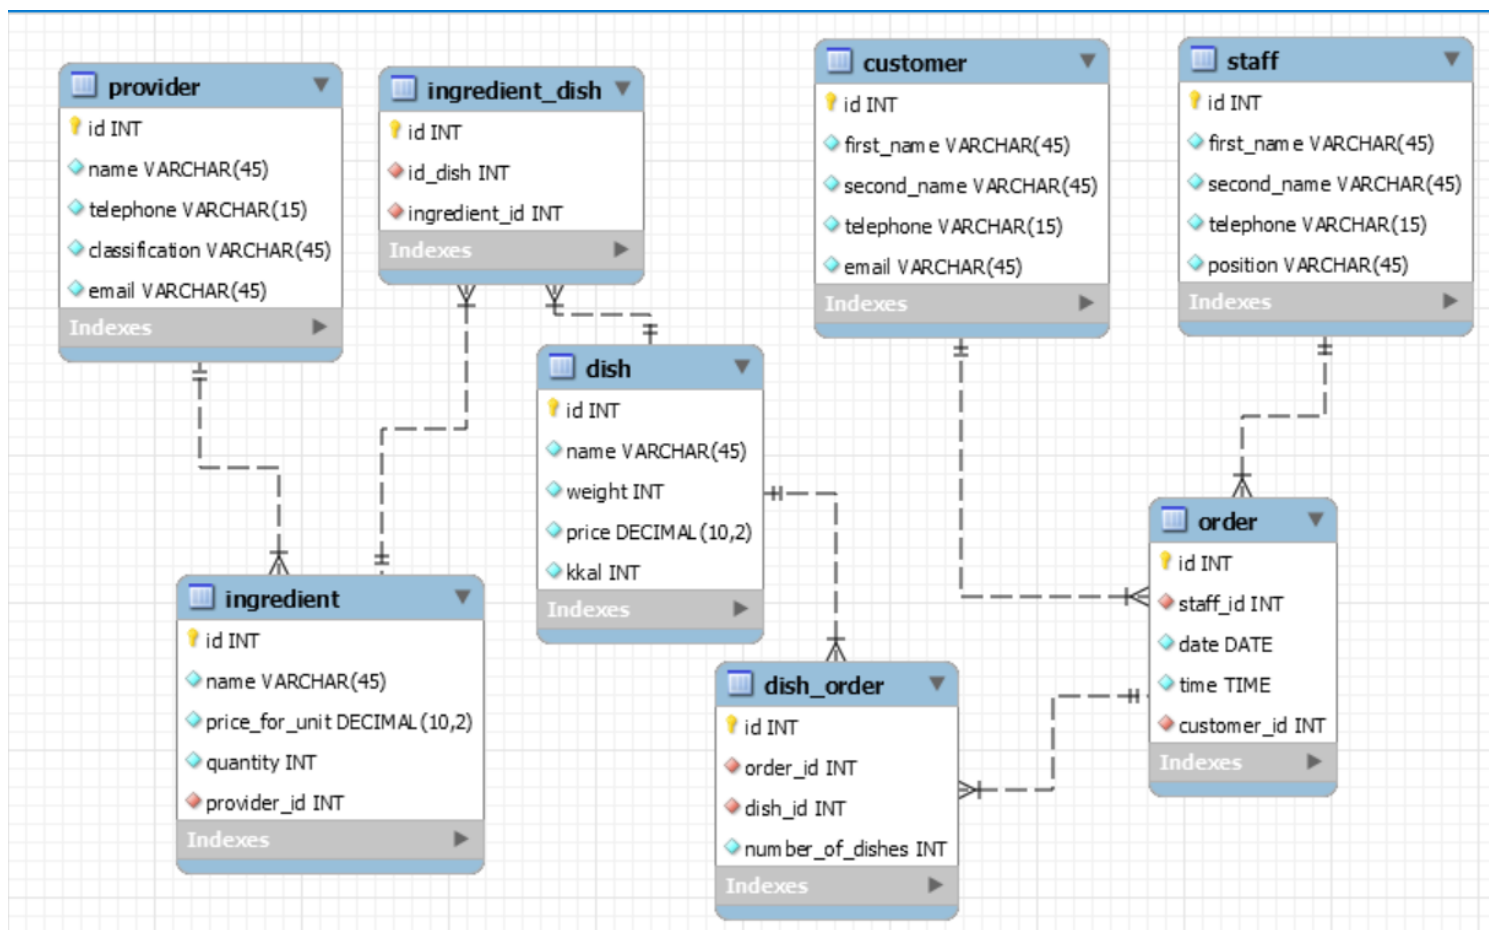 provider
id INT
name VARCHAR(45)
telephone VARCHAR(15)
classification VARCHAR(45)
email VARCHAR(45)
Indexes
ingredient_dish
id INT
id_dish INT
ingredient_id INT
Indexes
customer
id INT
first_name VARCHAR(45)
second_name VARCHAR(45)
telephone VARCHAR(15)
email VARCHAR(45)
Indexes
staff
id INT
first_name VARCHAR(45)
second_name VARCHAR(45)
telephone VARCHAR(15)
position VARCHAR(45)
Indexes
dish
id INT
name VARCHAR(45)
weight INT
price DECIMAL(10,2)
kkal INT
Indexes
order
id INT
staff_id INT
date DATE
time TIME
customer_id INT
Indexes
ingredient
id INT
name VARCHAR(45)
price_for_unit DECIMAL(10,2)
quantity INT
provider_id INT
Indexes
dish_order
id INT
order_id INT
dish_id INT
number_of_dishes INT
Indexes